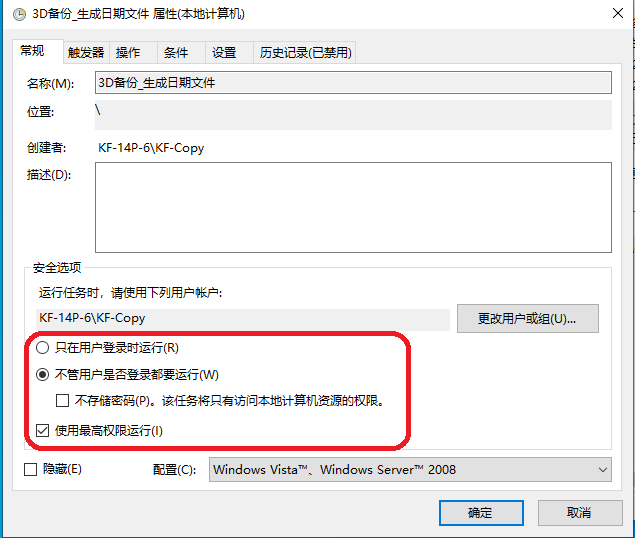 3D备份_生成日期文件 属性(本地计算机)
常规 触发器 操作 条件 设置 历史记录(已禁用)
名称(M): 3D备份_生成日期文件
位置: \
创建者: KF-14P-6\KF-Copy
描述(D):
安全选项
运行任务时，请使用下列用户帐户:
KF-14P-6\KF-Copy 更改用户或组(U)...
只在用户登录时运行(R)
不管用户是否登录都要运行(W)
不存储密码(P)。该任务将只有访问本地计算机资源的权限。
使用最高权限运行(I)
隐藏(E) 配置(C): Windows Vista™、Windows Server™ 2008
确定 取消